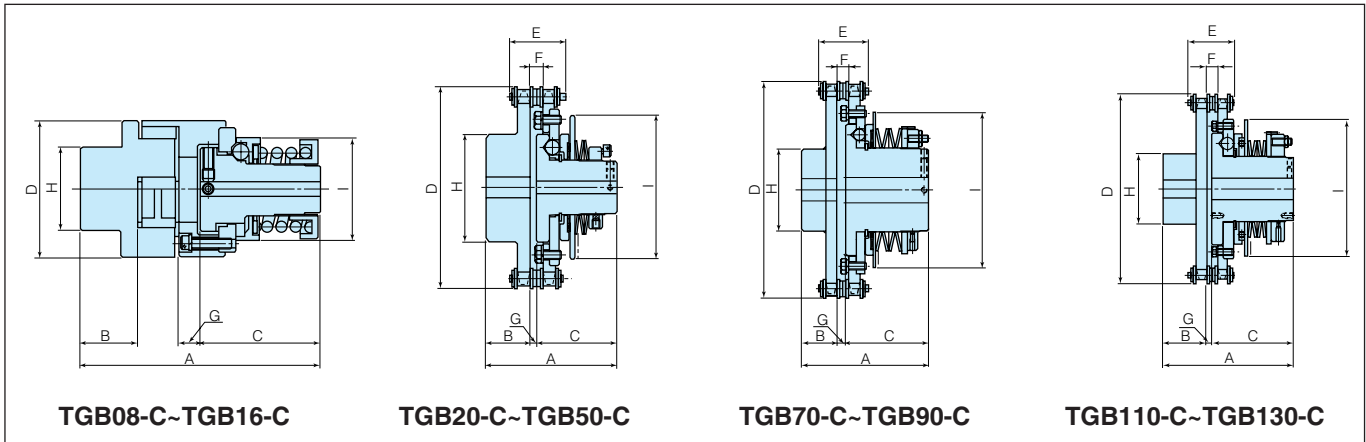 E
F
D
H
I
G
B
C
A
TGB08-C~TGB16-C
E
F
D
H
I
G
B
C
A
TGB20-C~TGB50-C
E
F
D
H
I
G
B
C
A
TGB70-C~TGB90-C
D
H
I
G
B
C
A
TGB110-C~TGB130-C